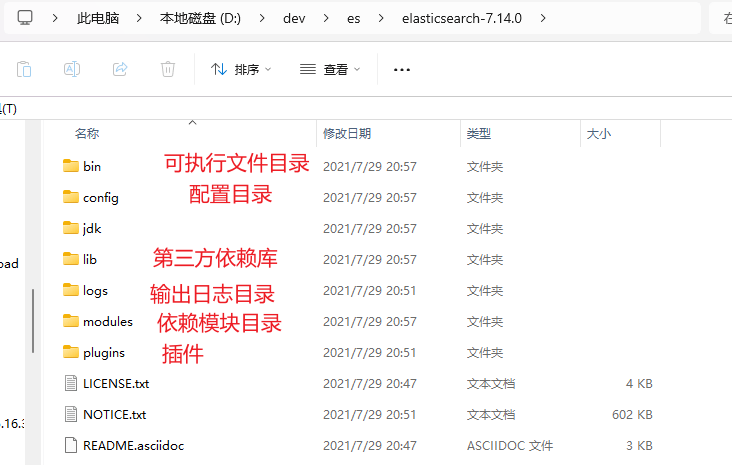 此电脑 > 本地磁盘 (D:) > dev > es > elasticsearch-7.14.0 >
排序 查看 ...
(T)
名称 修改日期 类型 大小
bin 可执行文件目录 2021/7/29 20:57 文件夹
config 配置目录 2021/7/29 20:57 文件夹
jdk 2021/7/29 20:57 文件夹
lib 第三方依赖库 2021/7/29 20:57 文件夹
logs 输出日志目录 2021/7/29 20:51 文件夹
modules 依赖模块目录 2021/7/29 20:57 文件夹
plugins 插件 2021/7/29 20:51 文件夹
LICENSE.txt 2021/7/29 20:47 文本文档 4 KB
NOTICE.txt 2021/7/29 20:51 文本文档 602 KB
README.asciidoc 2021/7/29 20:47 ASCIIDOC 文件 3 KB